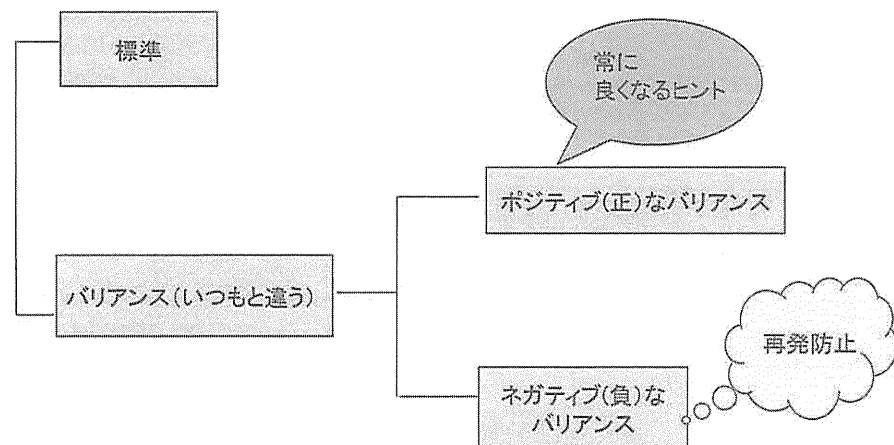 標準
常に
良くなるヒント
ポジティブ(正)なバリアンス
バリアンス(いつもと違う)
再発防止
ネガティブ(負)な
バリアンス